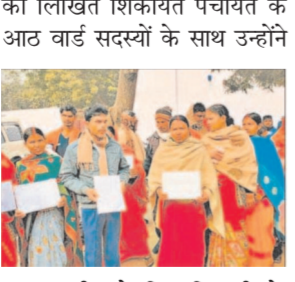 की लिखित शिकायत पंचायत के
आठ वार्ड सदस्यों के साथ उन्होंने